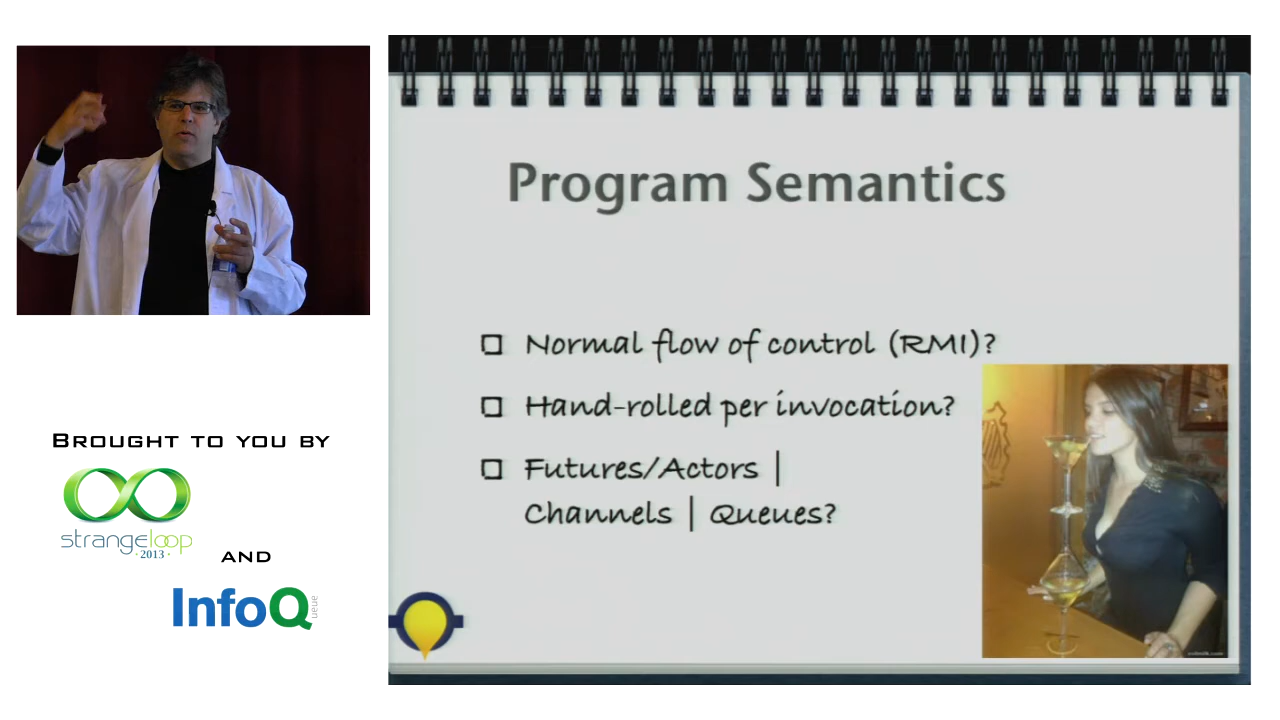 Program Semantics
Normal flow of control (RMI)?
Hand-rolled per invocation?
Futures/Actors |
Channels | Queues?
BROUGHT TO YOU BY
strangeloop
· 2013 ·
AND
InfoQ